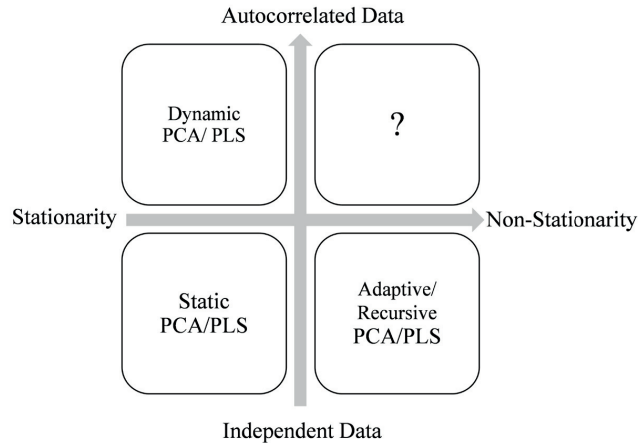 Autocorrelated Data
Dynamic
PCA/ PLS
?
Stationarity
Non-Stationarity
Static
PCA/PLS
Adaptive/
Recursive
PCA/PLS
Independent Data